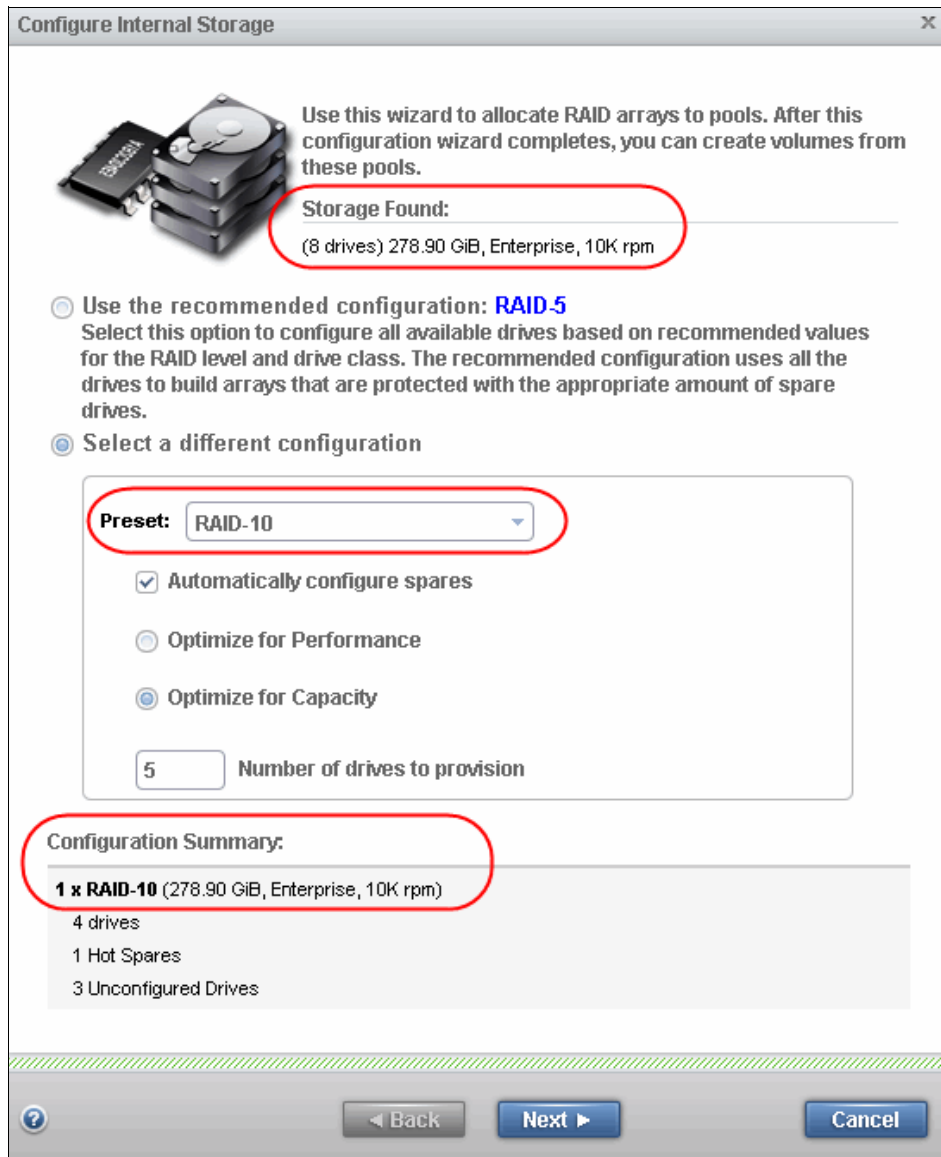 Configure Internal Storage
x
Use this wizard to allocate RAID arrays to pools. After this
configuration wizard completes, you can create volumes from
these pools.
Storage Found:
(8 drives) 278.90 GiB, Enterprise, 10K rpm
Use the recommended configuration: RAID-5
Select this option to configure all available drives based on recommended values
for the RAID level and drive class. The recommended configuration uses all the
drives to build arrays that are protected with the appropriate amount of spare
drives.
Select a different configuration
Preset: RAID-10
Automatically configure spares
Optimize for Performance
Optimize for Capacity
5 Number of drives to provision
Configuration Summary:
1 x RAID-10 (278.90 GiB, Enterprise, 10K rpm)
4 drives
1 Hot Spares
3 Unconfigured Drives
? ◄ Back Next ► Cancel